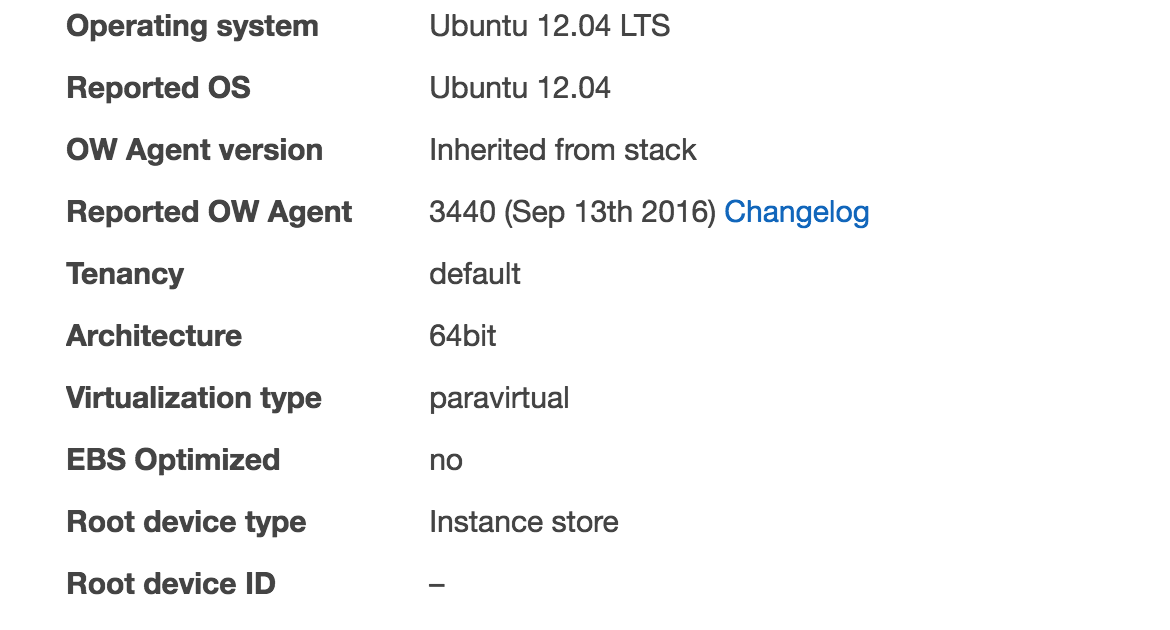 Operating system Ubuntu 12.04 LTS
Reported OS Ubuntu 12.04
OW Agent version Inherited from stack
Reported OW Agent 3440 (Sep 13th 2016) Changelog
Tenancy default
Architecture 64bit
Virtualization type paravirtual
EBS Optimized no
Root device type Instance store
Root device ID –